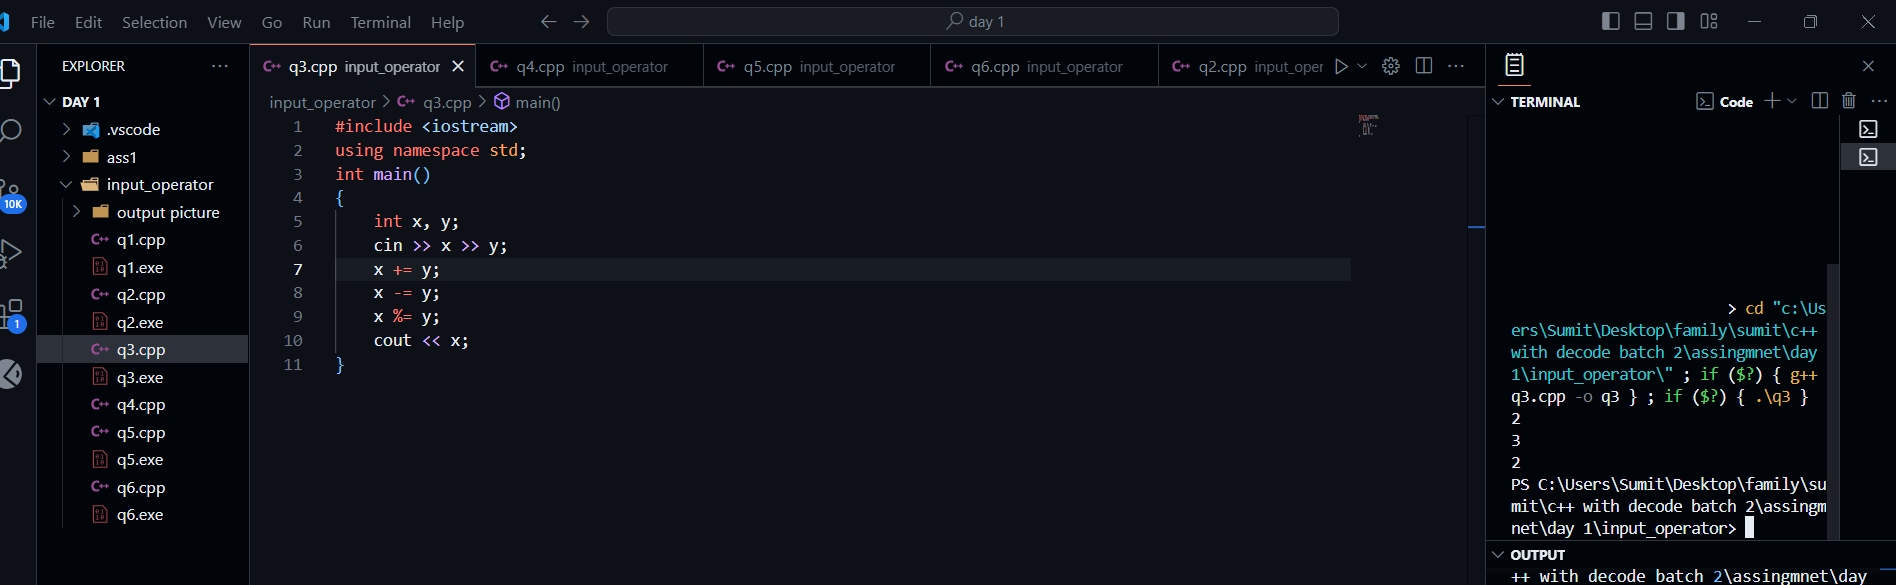 File Edit Selection View Go Run Terminal Help
day 1
EXPLORER
DAY 1
.vscode
ass1
input_operator
output picture
q1.cpp
q1.exe
q2.cpp
q2.exe
q3.cpp
q3.exe
q4.cpp
q5.cpp
q5.exe
q6.cpp
q6.exe
10K
1
q3.cpp input_operator
q4.cpp input_operator
q5.cpp input_operator
q6.cpp input_operator
q2.cpp input_oper
input_operator > q3.cpp > main()
1 #include <iostream>
2 using namespace std;
3 int main()
4 {
5 int x, y;
6 cin >> x >> y;
7 x += y;
8 x -= y;
9 x %= y;
10 cout << x;
11 }
TERMINAL
Code
> cd "c:\Us
ers\Sumit\Desktop\family\sumit\c++
with decode batch 2\assingmnet\day
1\input_operator\" ; if ($?) { g++
q3.cpp -o q3 } ; if ($?) { .\q3 }
2
3
2
PS C:\Users\Sumit\Desktop\family\su
mit\c++ with decode batch 2\assingm
net\day 1\input_operator>
OUTPUT
++ with decode batch 2\assingmnet\day